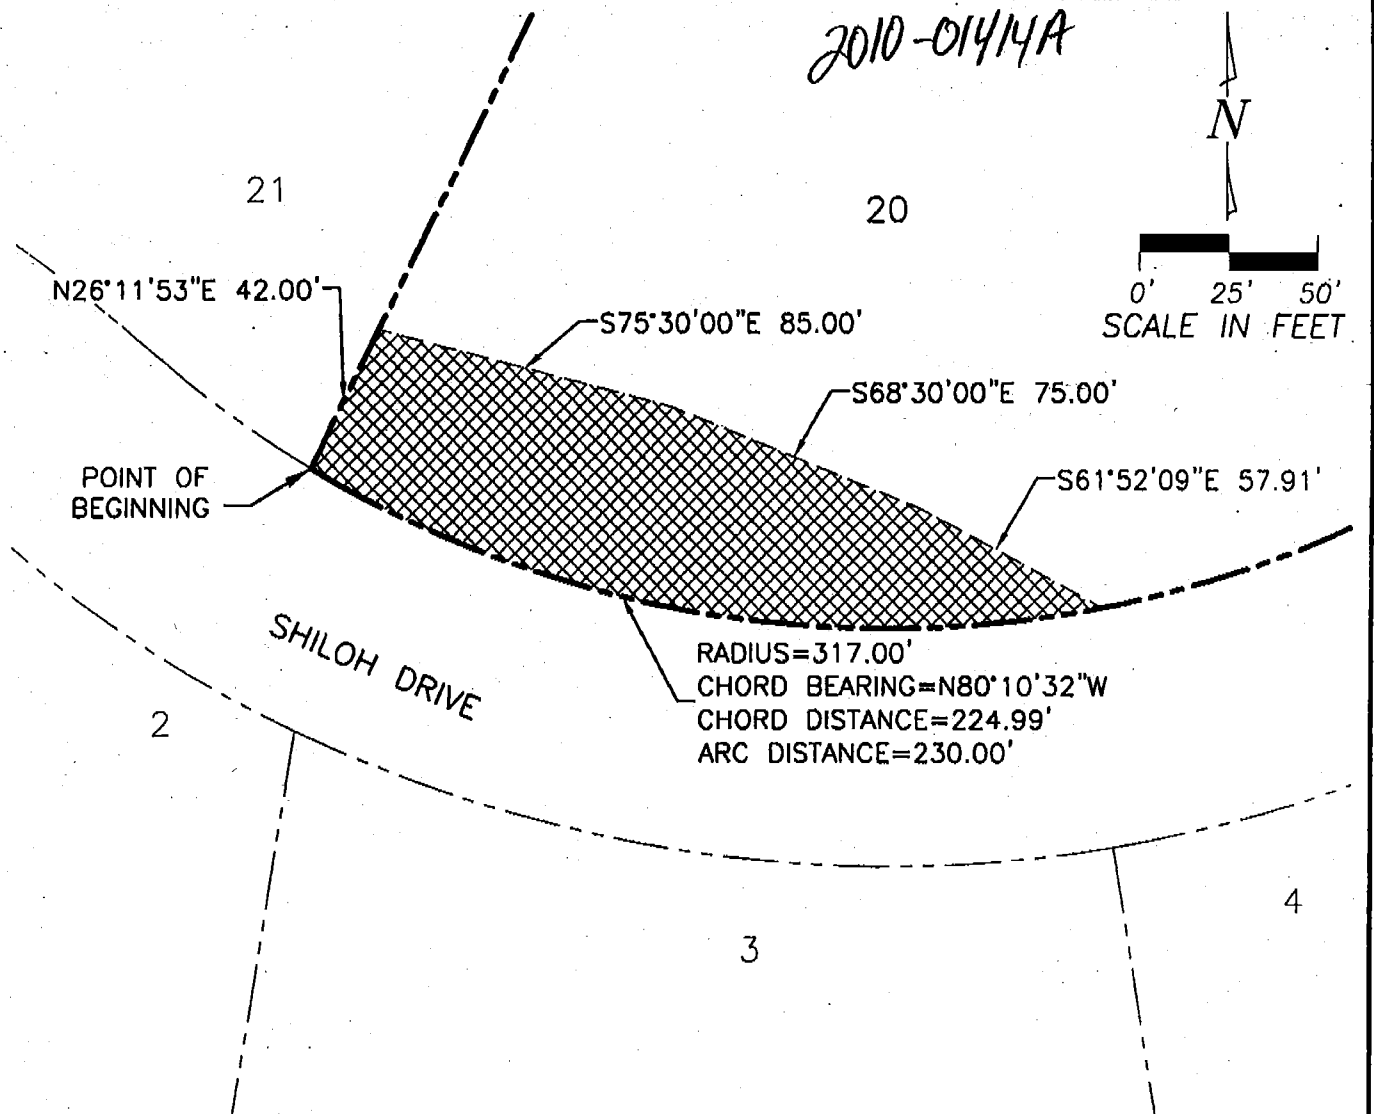 2010-01414A
N
21
20
N26°11'53"E 42.00'
0' 25' 50'
SCALE IN FEET
S75°30'00"E 85.00'
S68°30'00"E 75.00'
POINT OF
BEGINNING
S61°52'09"E 57.91'
SHILOH DRIVE
RADIUS=317.00'
CHORD BEARING=N80°10'32"W
CHORD DISTANCE=224.99'
ARC DISTANCE=230.00'
2
3
4